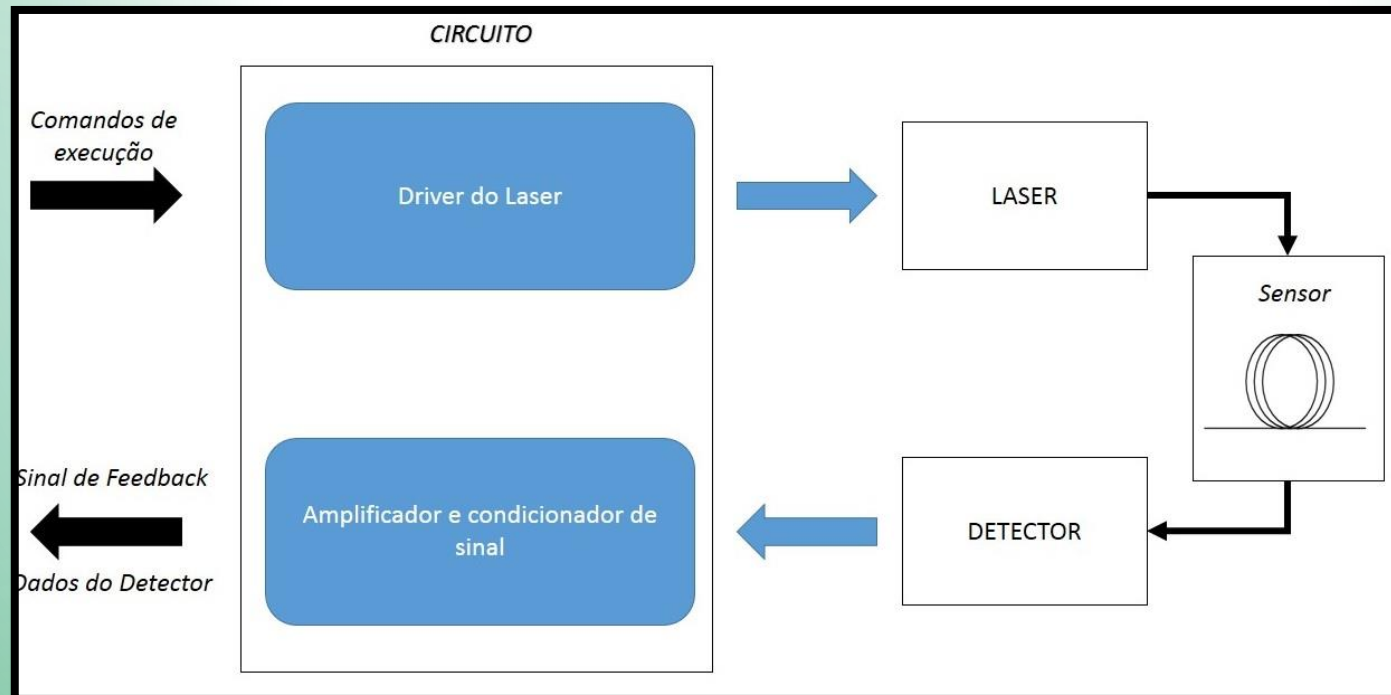 CIRCUITO
Comandos de
execução
Driver do Laser
LASER
Sensor
Sinal de Feedback
Dados do Detector
Amplificador e condicionador de
sinal
DETECTOR